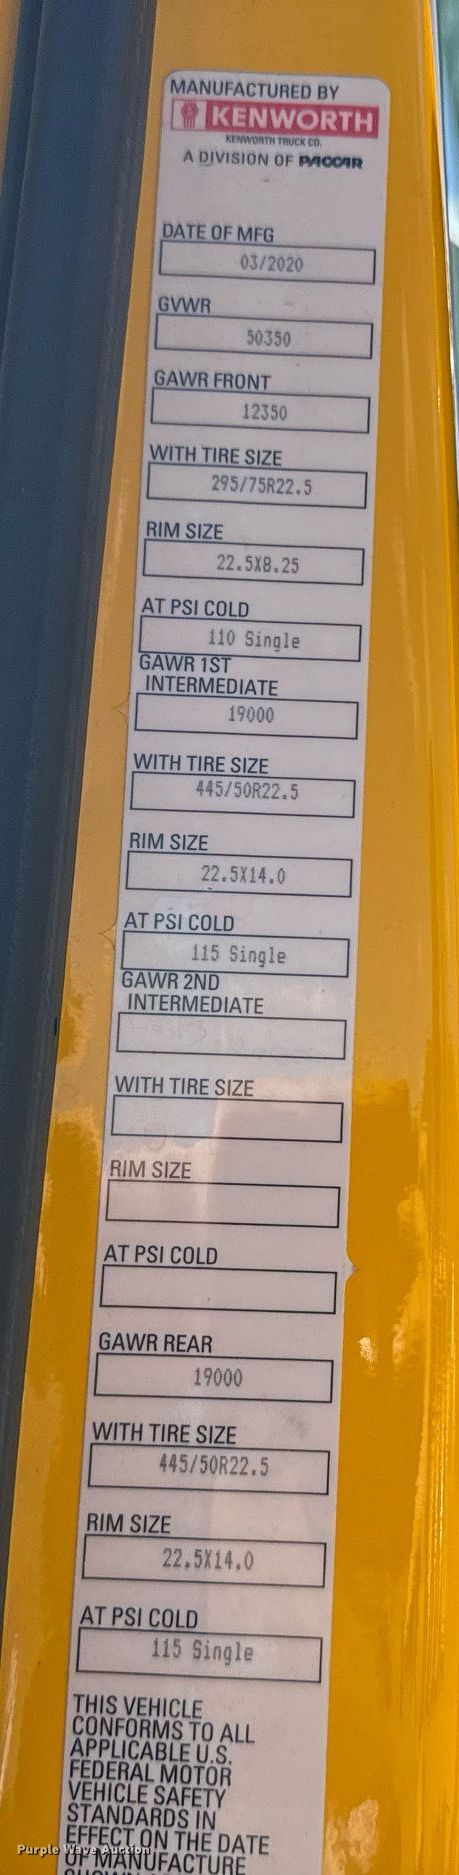 MANUFACTURED BY
KENWORTH
KENWORTH TRUCK CO.
A DIVISION OF PACCAR
DATE OF MFG
03/2020
GVWR
50350
GAWR FRONT
12350
WITH TIRE SIZE
295/75R22.5
RIM SIZE
22.5X8.25
AT PSI COLD
110 Single
GAWR 1ST
INTERMEDIATE
19000
WITH TIRE SIZE
445/50R22.5
RIM SIZE
22.5X14.0
AT PSI COLD
115 Single
GAWR 2ND
INTERMEDIATE
WITH TIRE SIZE
RIM SIZE
AT PSI COLD
GAWR REAR
19000
WITH TIRE SIZE
445/50R22.5
RIM SIZE
22.5X14.0
AT PSI COLD
115 Single
THIS VEHICLE
CONFORMS TO ALL
APPLICABLE U.S.
FEDERAL MOTOR
VEHICLE SAFETY
STANDARDS IN
EFFECT ON THE DATE
OF MANUFACTURE
Purple Wave Auction